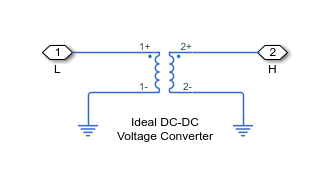 1+ 2+
1 2
L H
1- 2-
Ideal DC-DC
Voltage Converter